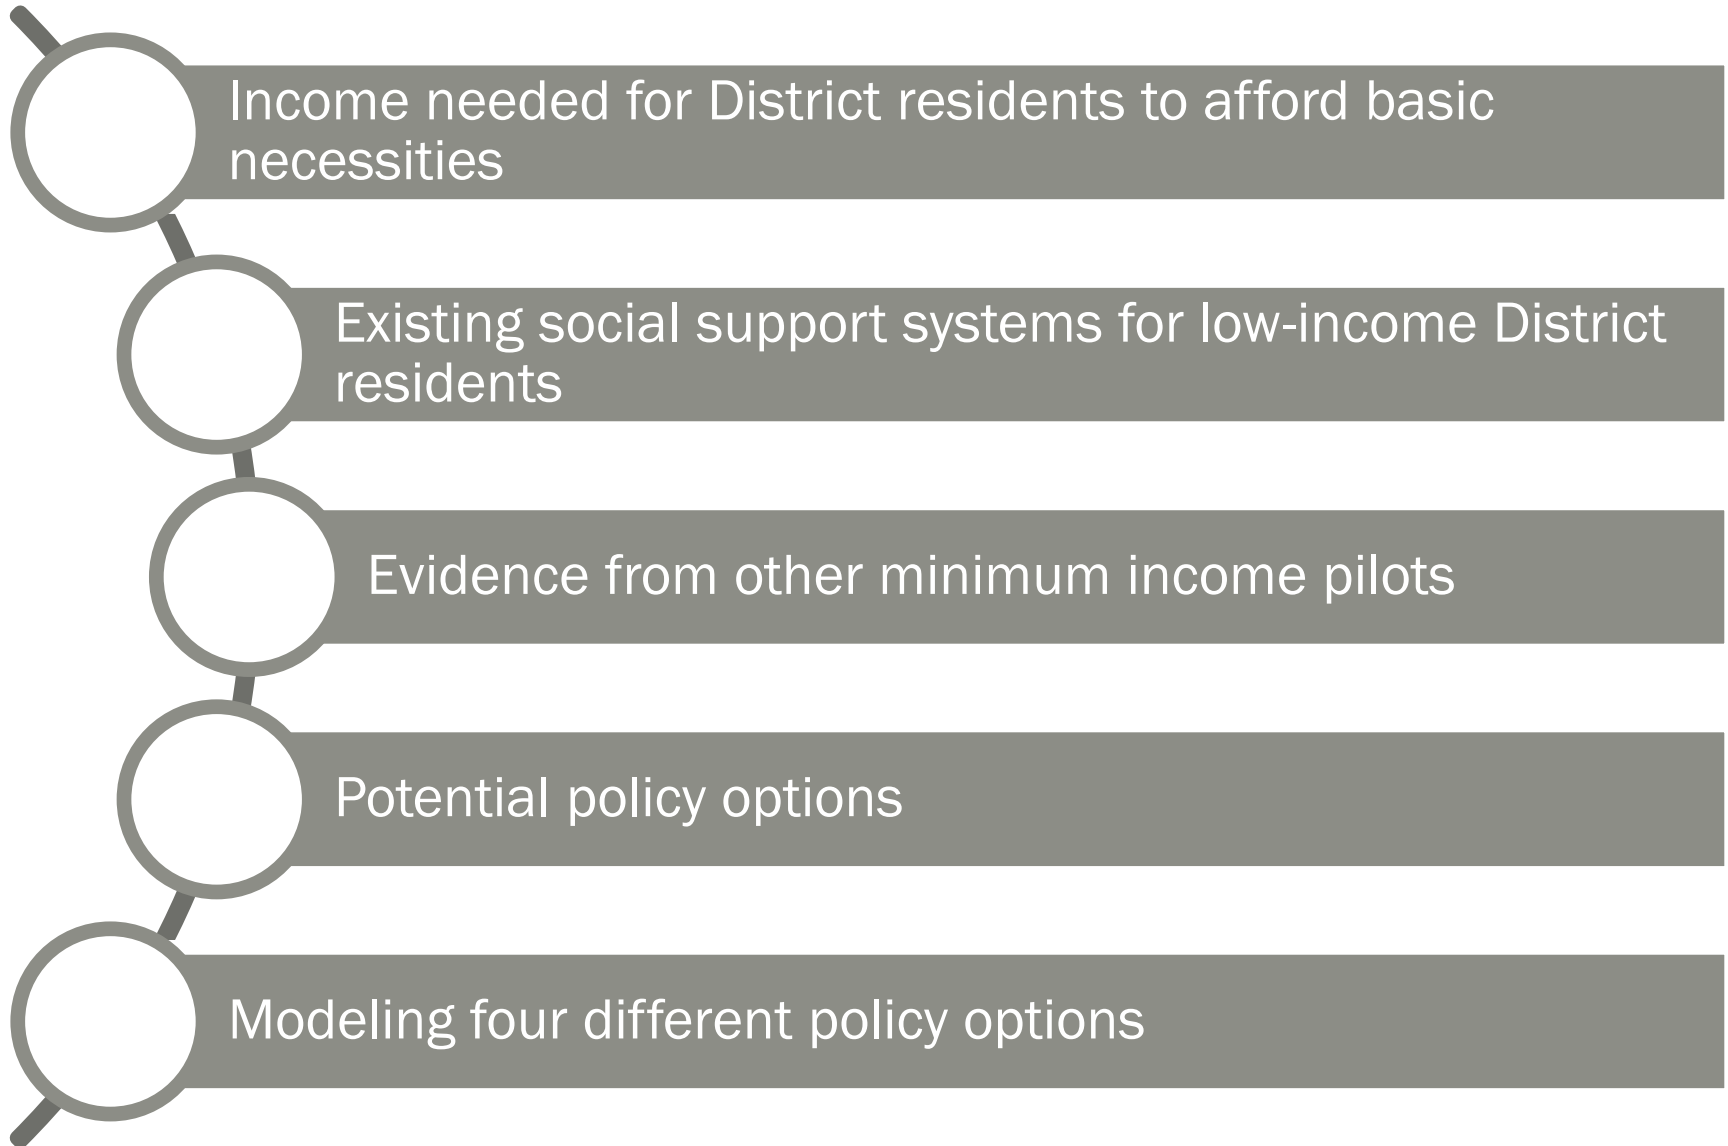 Income needed for District residents to afford basic
necessities
Existing social support systems for low-income District
residents
Evidence from other minimum income pilots
Potential policy options
Modeling four different policy options